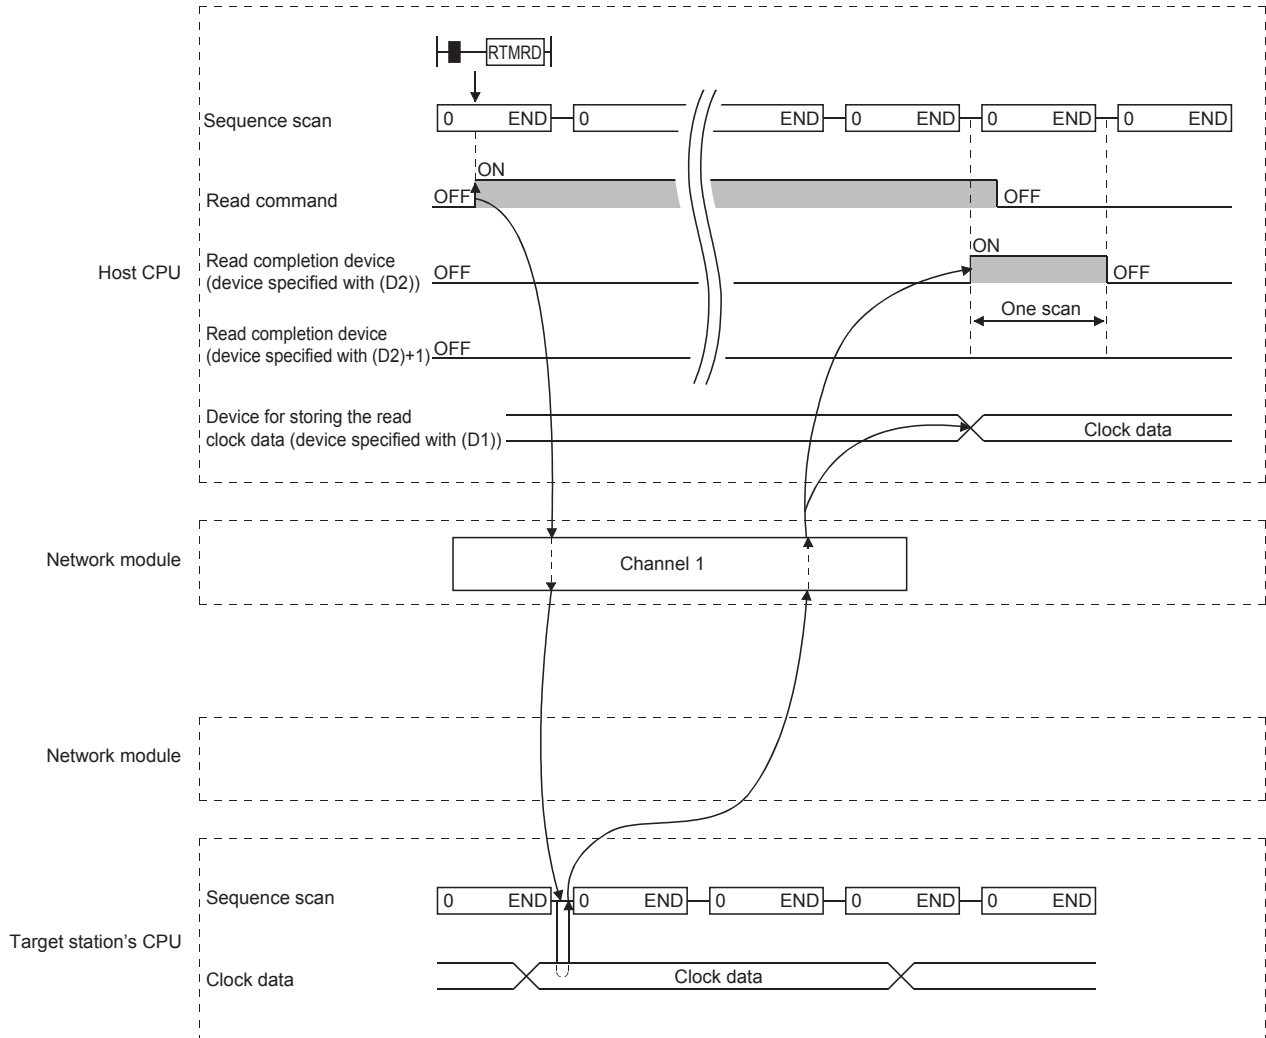 RTMRD
Sequence scan
0 END 0 END 0 END 0 END 0 END
ON
Read command
OFF
OFF
ON
Host CPU
Read completion device
(device specified with (D2))
OFF
OFF
One scan
Read completion device
(device specified with (D2)+1)
OFF
Device for storing the read
clock data (device specified with (D1))
Clock data
Network module
Channel 1
Network module
Sequence scan
0 END 0 END 0 END 0 END 0 END
Target station's CPU
Clock data
Clock data